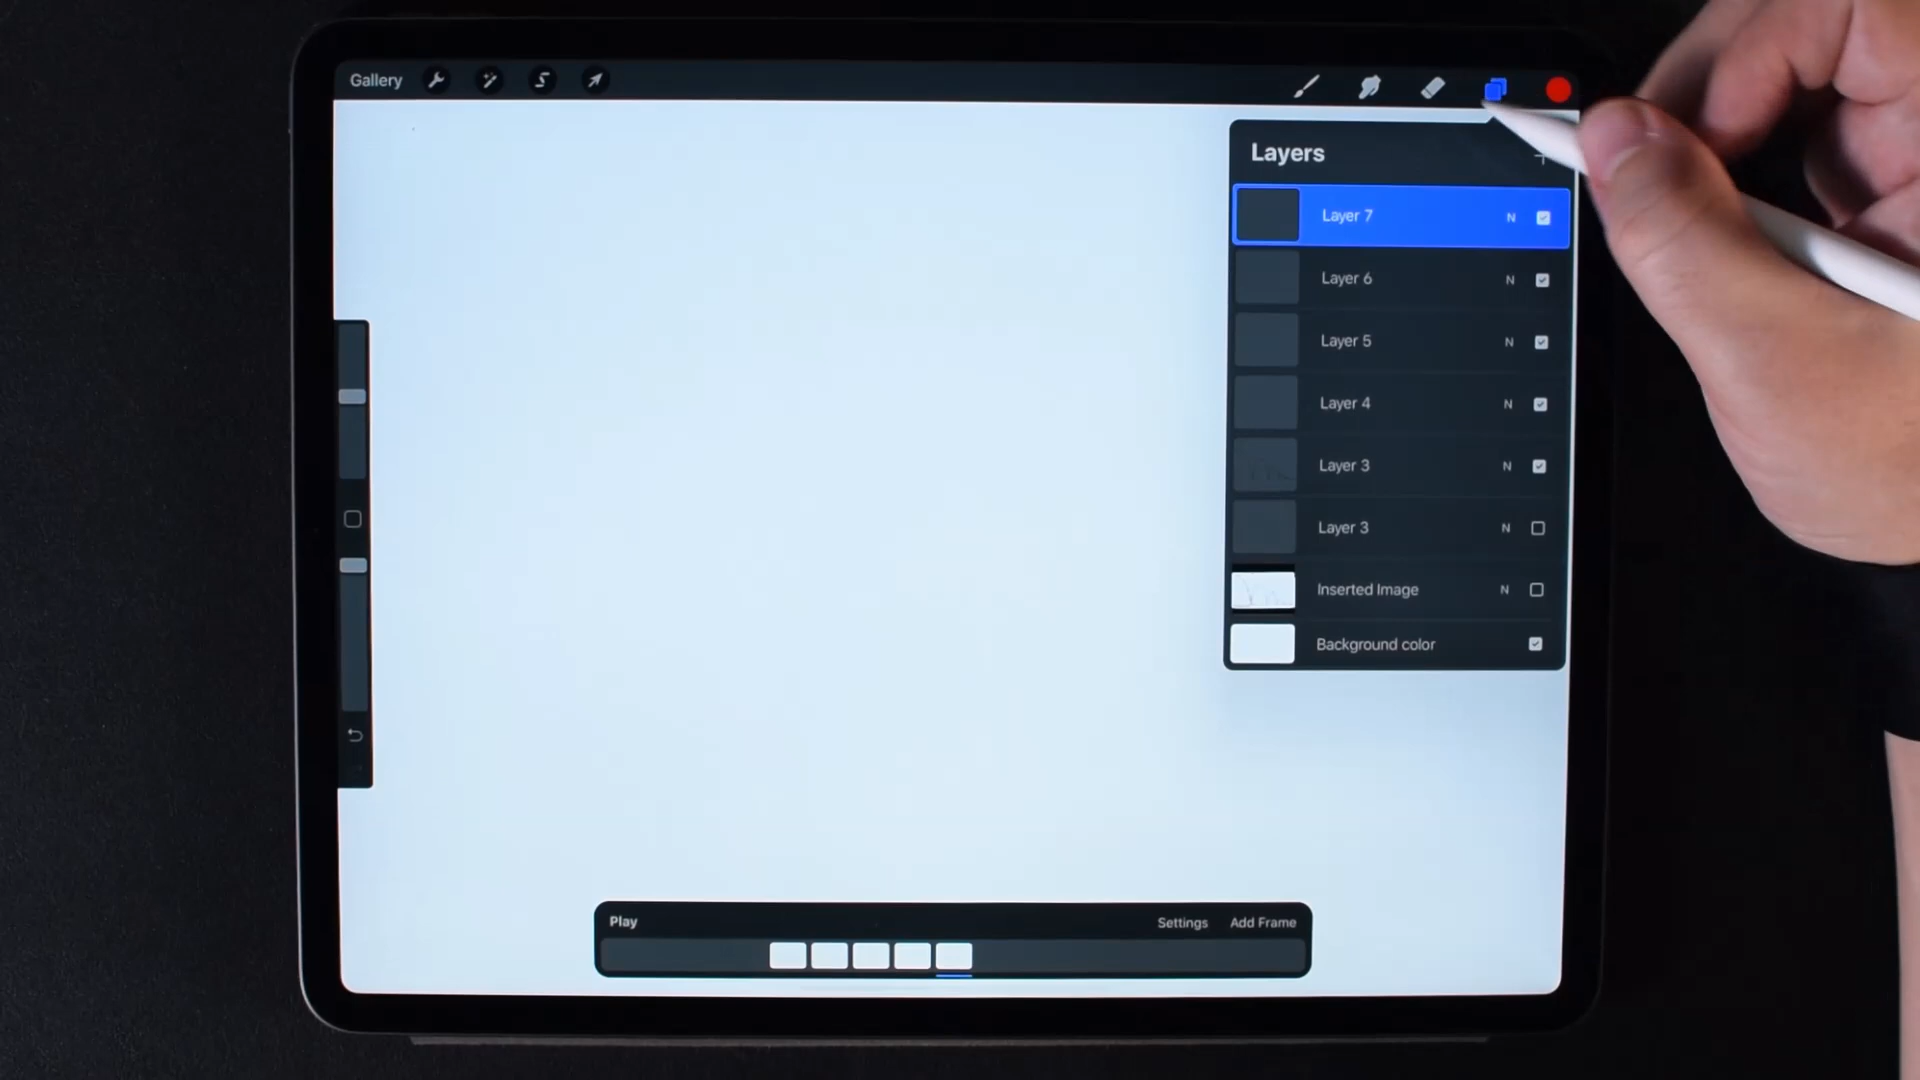 Gallery
Layers
Layer 7 N
Layer 6 N
Layer 5 N
Layer 4 N
Layer 3 N
Layer 3 N
Inserted Image N
Background color
Play Settings Add Frame